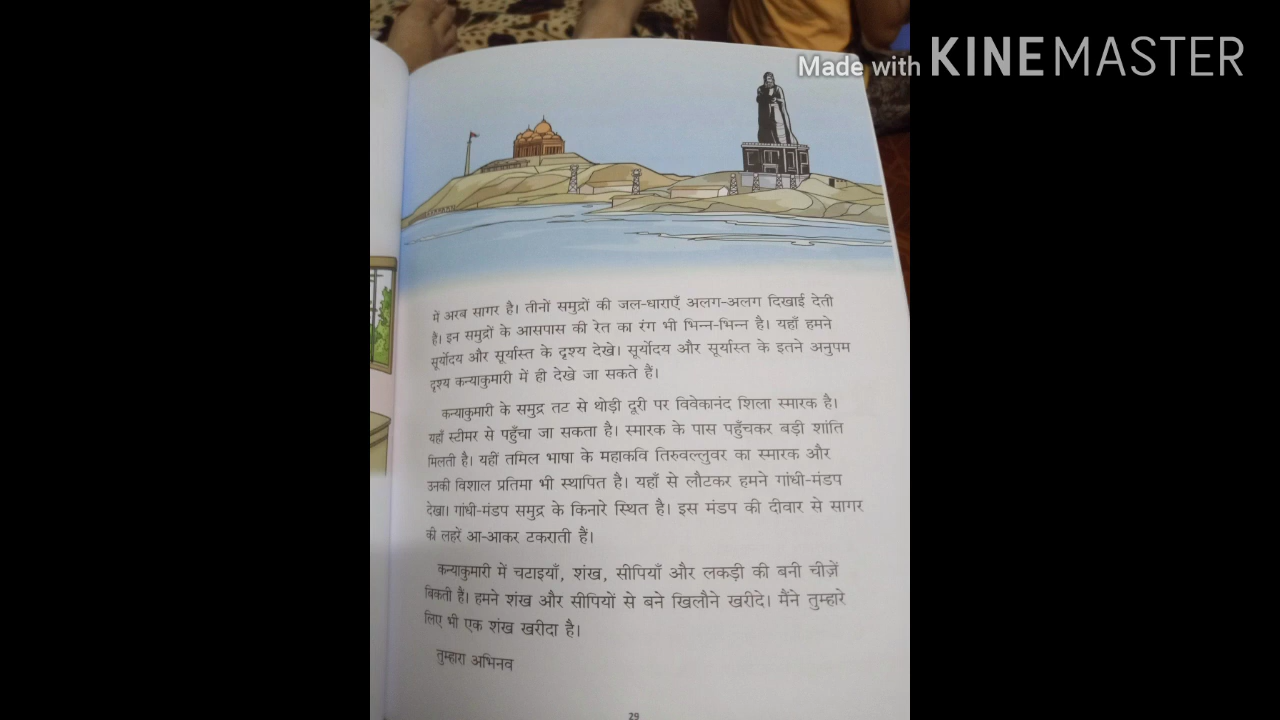 Made with KINEMASTER
में अरब सागर है। तीनों समुद्रों की जल-धाराएँ अलग-अलग दिखाई देती
हैं। इन समुद्रों के आसपास की रेत का रंग भी भिन्न-भिन्न है। यहाँ हमने
सूर्योदय और सूर्यास्त के दृश्य देखे। सूर्योदय और सूर्यास्त के इतने अनुपम
दृश्य कन्याकुमारी में ही देखे जा सकते हैं।
कन्याकुमारी के समुद्र तट से थोड़ी दूरी पर विवेकानंद शिला स्मारक है।
यहाँ स्टीमर से पहुँचा जा सकता है। स्मारक के पास पहुँचकर बड़ी शांति
मिलती है। यहीं तमिल भाषा के महाकवि तिरुवल्लुवर का स्मारक और
उनकी विशाल प्रतिमा भी स्थापित है। यहाँ से लौटकर हमने गांधी-मंडप
देखा। गांधी-मंडप समुद्र के किनारे स्थित है। इस मंडप की दीवार से सागर
की लहरें आ-आकर टकराती हैं।
कन्याकुमारी में चटाइयाँ, शंख, सीपियाँ और लकड़ी की बनी चीज़ें
बिकती हैं। हमने शंख और सीपियों से बने खिलौने खरीदे। मैंने तुम्हारे
लिए भी एक शंख खरीदा है।
तुम्हारा अभिनव
29